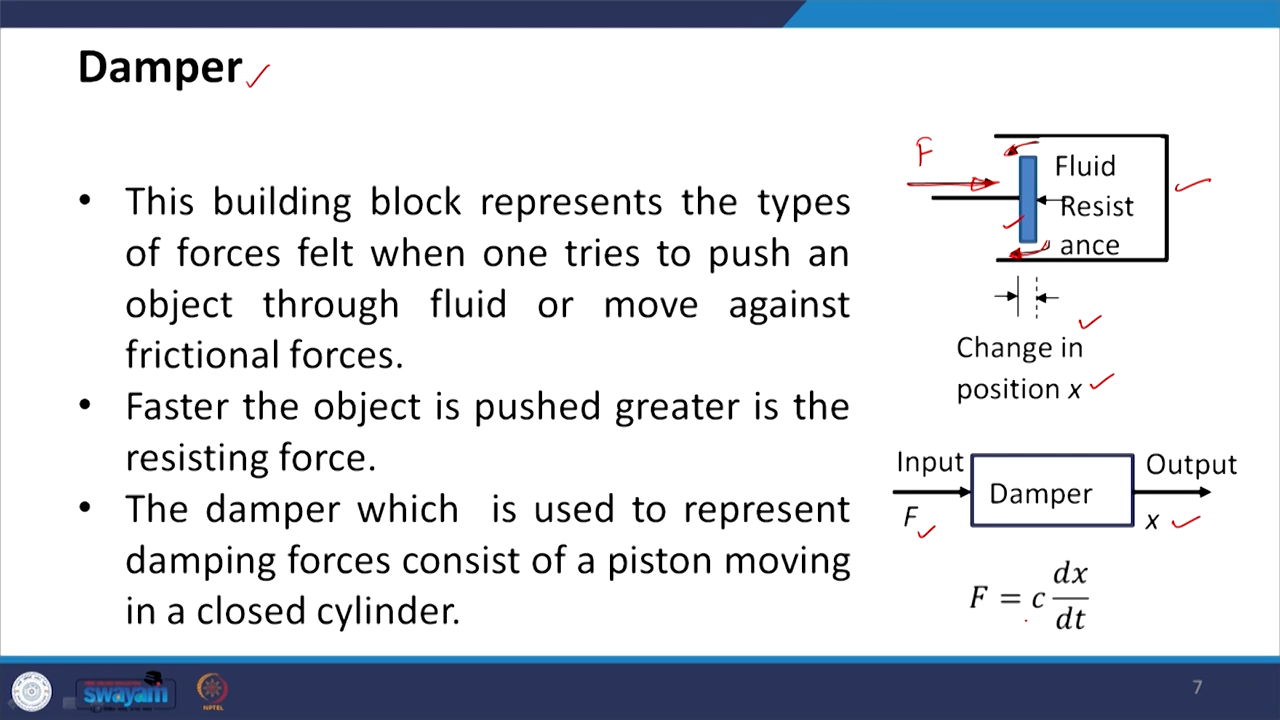 Damper
• This building block represents the types
of forces felt when one tries to push an
object through fluid or move against
frictional forces.
• Faster the object is pushed greater is the
resisting force.
• The damper which is used to represent
damping forces consist of a piston moving
in a closed cylinder.
F
Fluid
Resist
ance
Change in
position x
Input
Damper
Output
F
x
F = c dx/dt
swayam
NPTEL
7